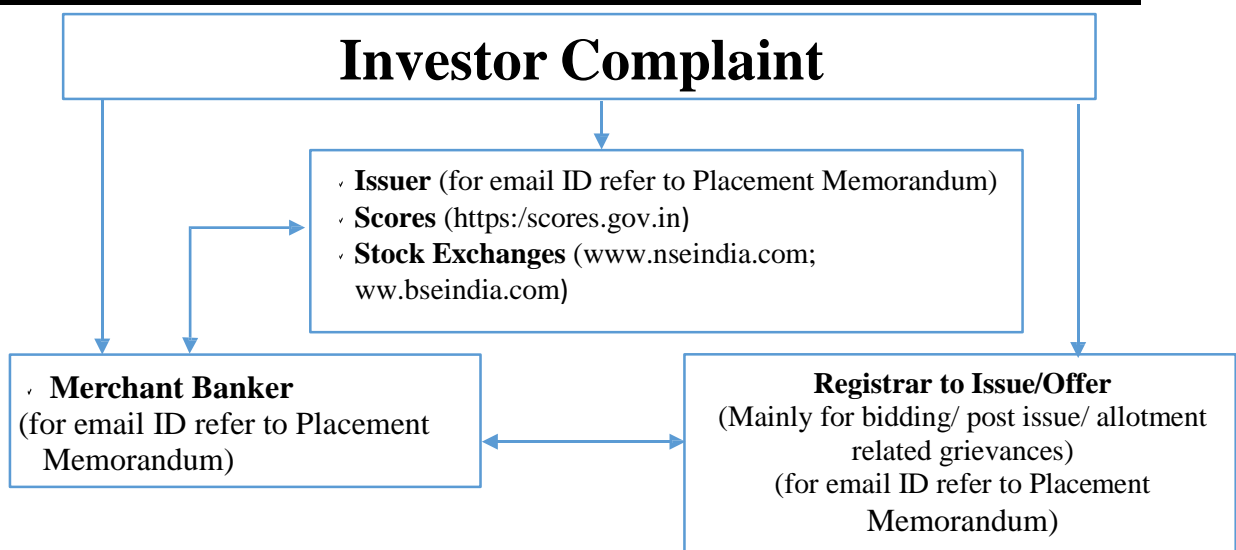 Investor Complaint
✓ Issuer (for email ID refer to Placement Memorandum)
✓ Scores (https:/scores.gov.in)
✓ Stock Exchanges (www.nseindia.com;
ww.bseindia.com)
✓ Merchant Banker
(for email ID refer to Placement
Memorandum)
Registrar to Issue/Offer
(Mainly for bidding/ post issue/ allotment
related grievances)
(for email ID refer to Placement
Memorandum)